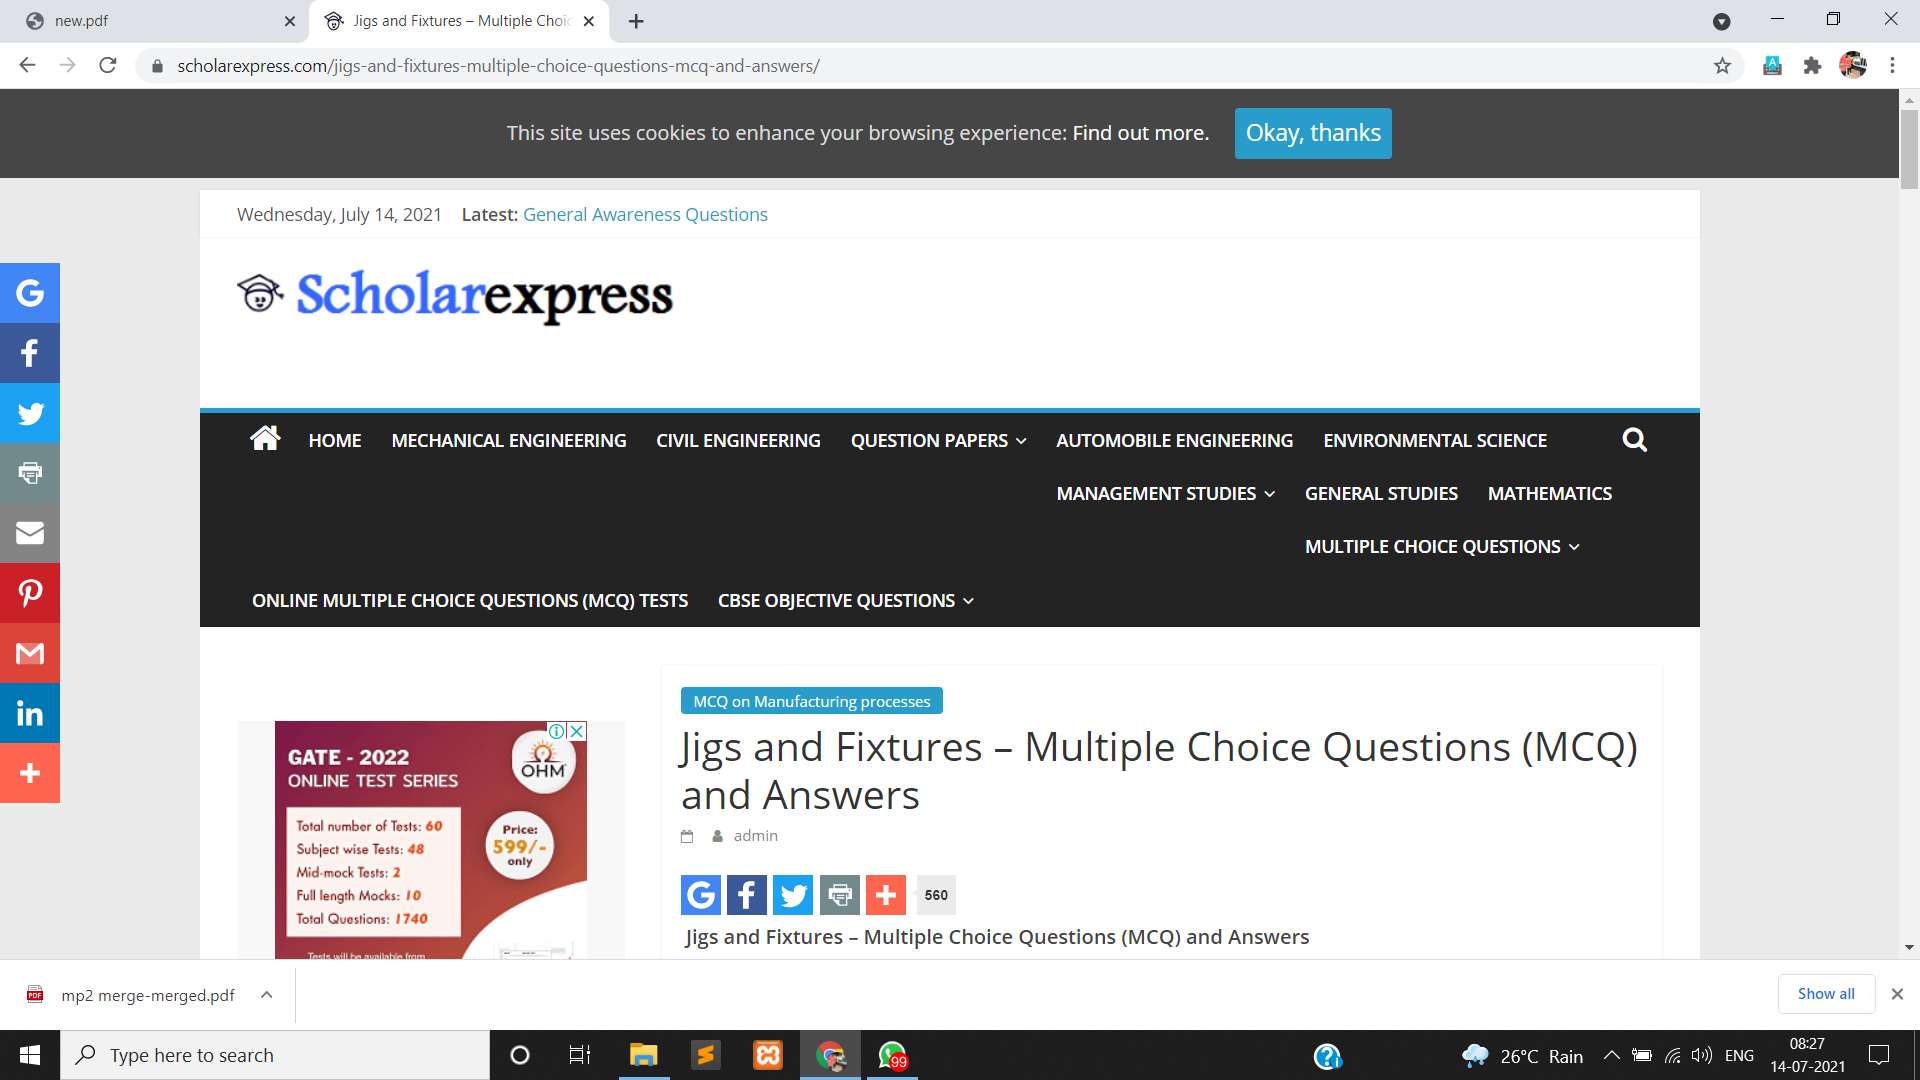 new.pdf
Jigs and Fixtures – Multiple Choic
scholarexpress.com/jigs-and-fixtures-multiple-choice-questions-mcq-and-answers/
This site uses cookies to enhance your browsing experience: Find out more.
Okay, thanks
Wednesday, July 14, 2021 Latest: General Awareness Questions
Scholarexpress
HOME MECHANICAL ENGINEERING CIVIL ENGINEERING QUESTION PAPERS AUTOMOBILE ENGINEERING ENVIRONMENTAL SCIENCE
MANAGEMENT STUDIES GENERAL STUDIES MATHEMATICS
MULTIPLE CHOICE QUESTIONS
ONLINE MULTIPLE CHOICE QUESTIONS (MCQ) TESTS CBSE OBJECTIVE QUESTIONS
GATE - 2022
ONLINE TEST SERIES
OHM
Total number of Tests: 60
Subject wise Tests: 48
Mid-mock Tests: 2
Full length Mocks: 10
Total Questions: 1740
Price:
599/-
only
Tests will be available from
MCQ on Manufacturing processes
Jigs and Fixtures – Multiple Choice Questions (MCQ)
and Answers
admin
560
Jigs and Fixtures – Multiple Choice Questions (MCQ) and Answers
mp2 merge-merged.pdf
Show all
Type here to search
99
26°C Rain
ENG
08:27
14-07-2021